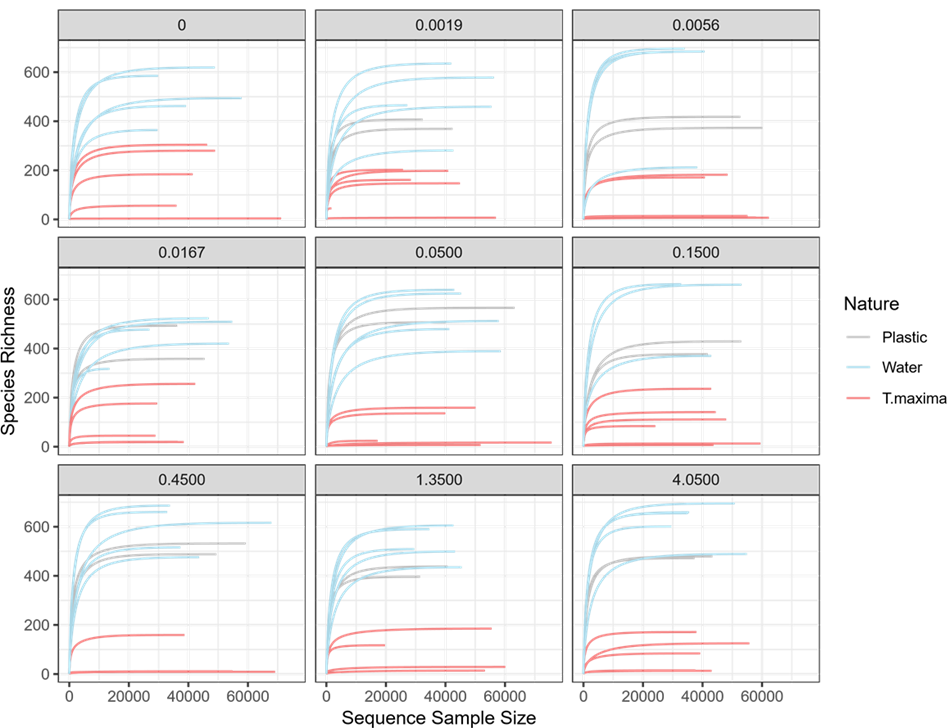 0 0.0019 0.0056
600
400
200
0
0.0167 0.0500 0.1500
600
400
200
0
Species Richness
Nature
Plastic
Water
T.maxima
0.4500 1.3500 4.0500
600
400
200
0
0 20000 40000 60000 0 20000 40000 60000 0 20000 40000 60000
Sequence Sample Size